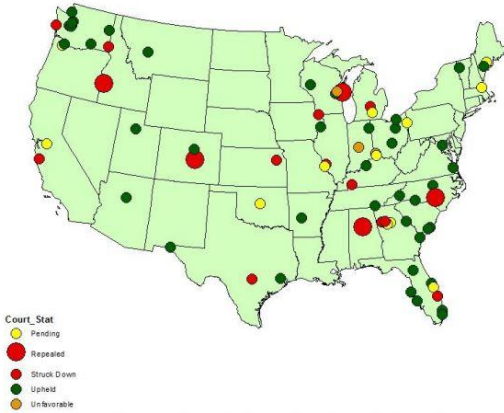 Court_Stat
Pending
Repealed
Struck Down
Upheld
Unfavorable